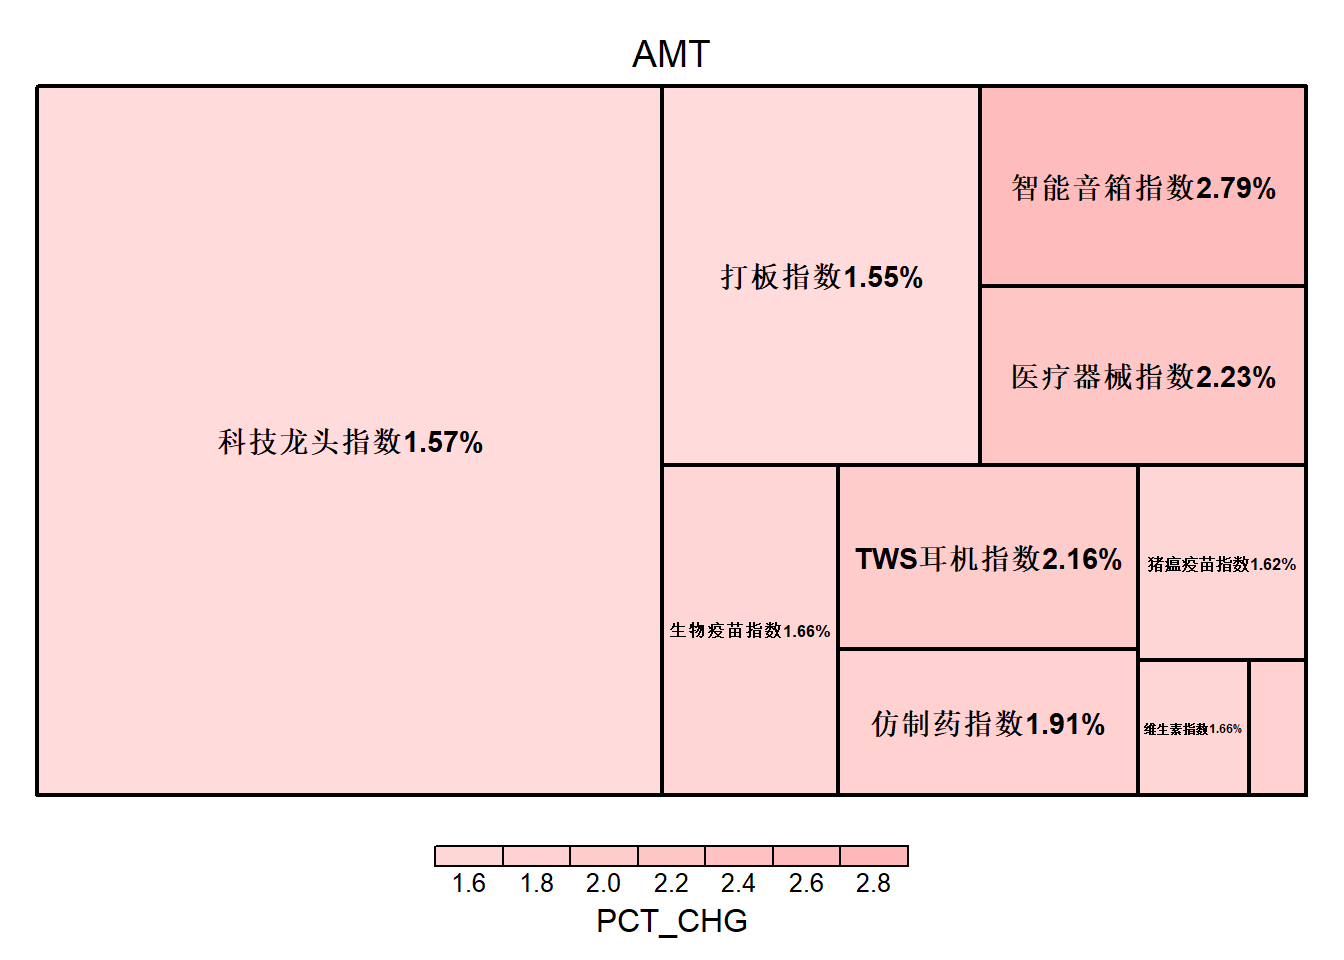 AMT
科技龙头指数1.57%
打板指数1.55%
智能音箱指数2.79%
医疗器械指数2.23%
生物疫苗指数1.66%
TWS耳机指数2.16%
仿制药指数1.91%
猪瘟疫苗指数1.62%
维生素指数1.66%
1.6 1.8 2.0 2.2 2.4 2.6 2.8
PCT_CHG